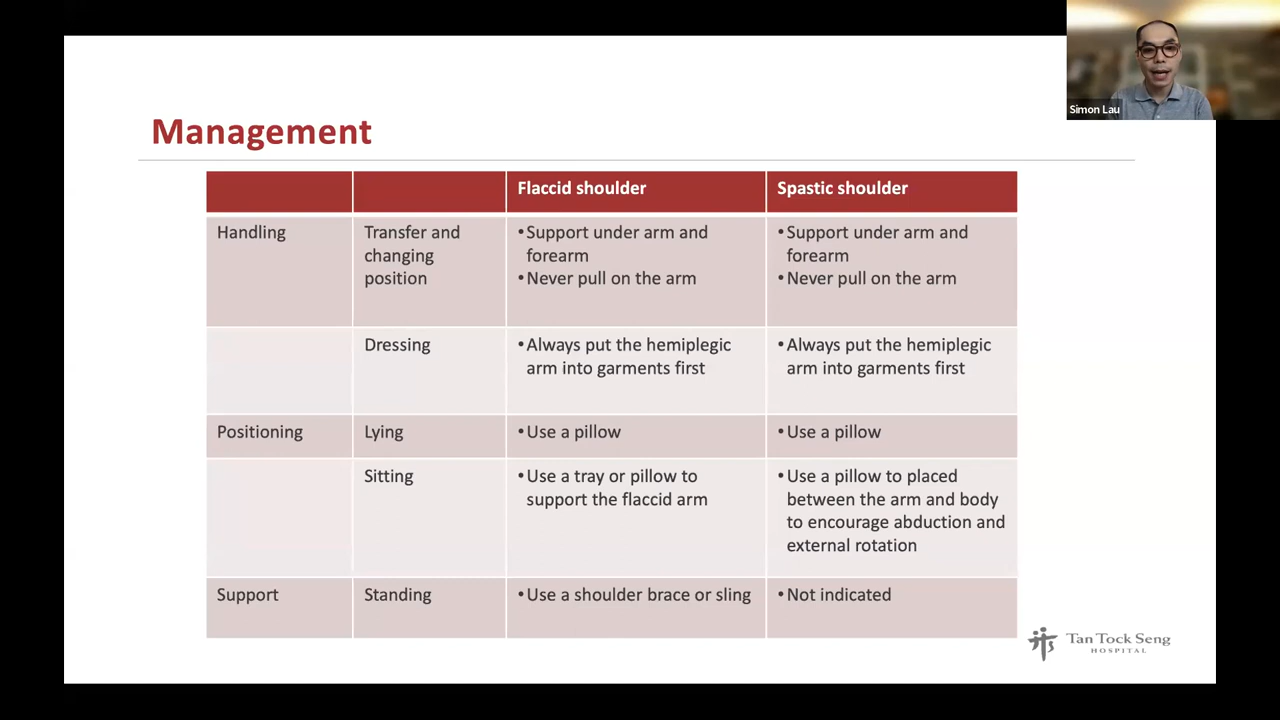 Simon Lau
Management
Flaccid shoulder
Spastic shoulder
Handling
Transfer and
changing
position
•Support under arm and
forearm
•Never pull on the arm
•Support under arm and
forearm
•Never pull on the arm
Dressing
•Always put the hemiplegic
arm into garments first
•Always put the hemiplegic
arm into garments first
Positioning
Lying
•Use a pillow
•Use a pillow
Sitting
•Use a tray or pillow to
support the flaccid arm
•Use a pillow to placed
between the arm and body
to encourage abduction and
external rotation
Support
Standing
•Use a shoulder brace or sling
•Not indicated
Tan Tock Seng
HOSPITAL